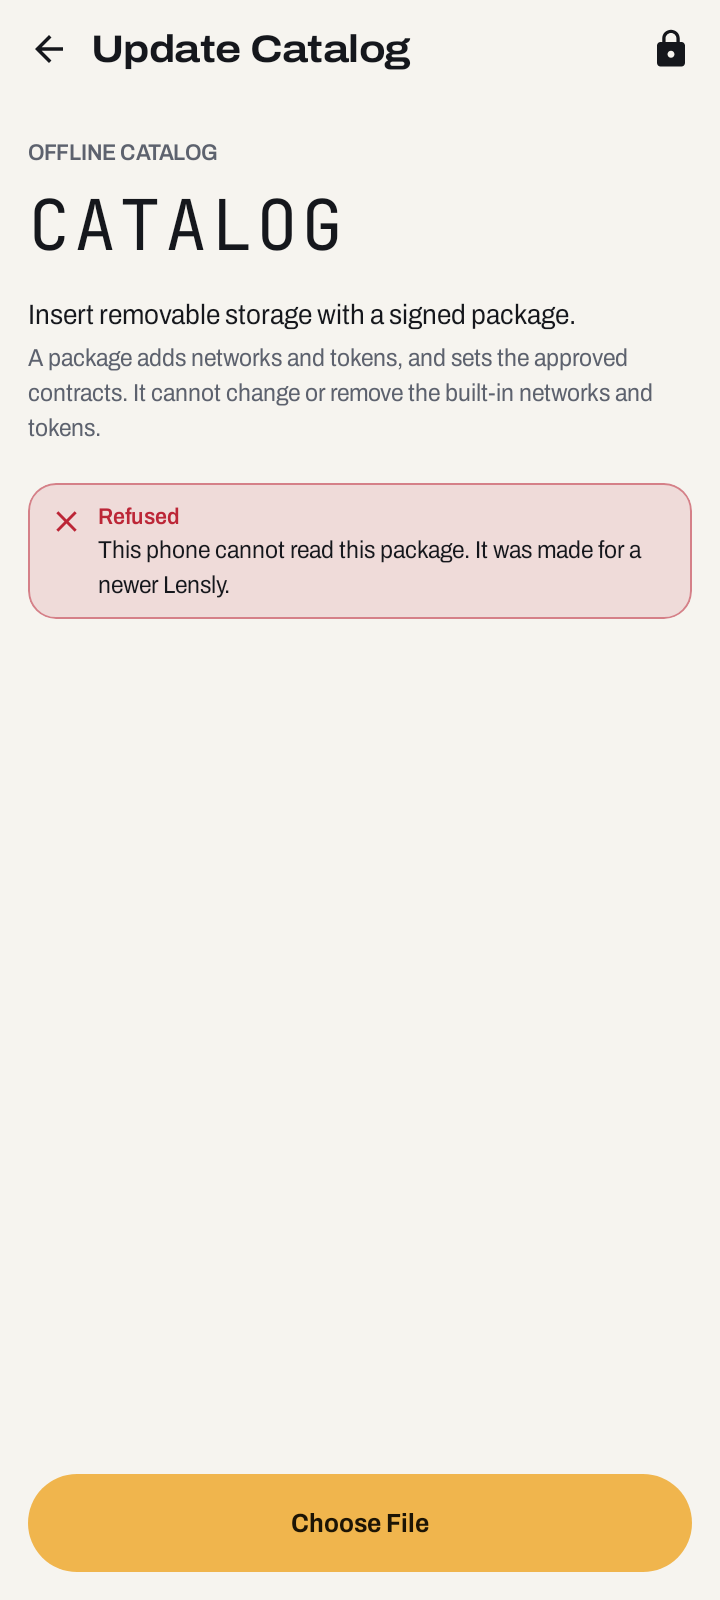 Update Catalog
OFFLINE CATALOG
CATALOG
Insert removable storage with a signed package.
A package adds networks and tokens, and sets the approved
contracts. It cannot change or remove the built-in networks and
tokens.
Refused
This phone cannot read this package. It was made for a
newer Lensly.
Choose File